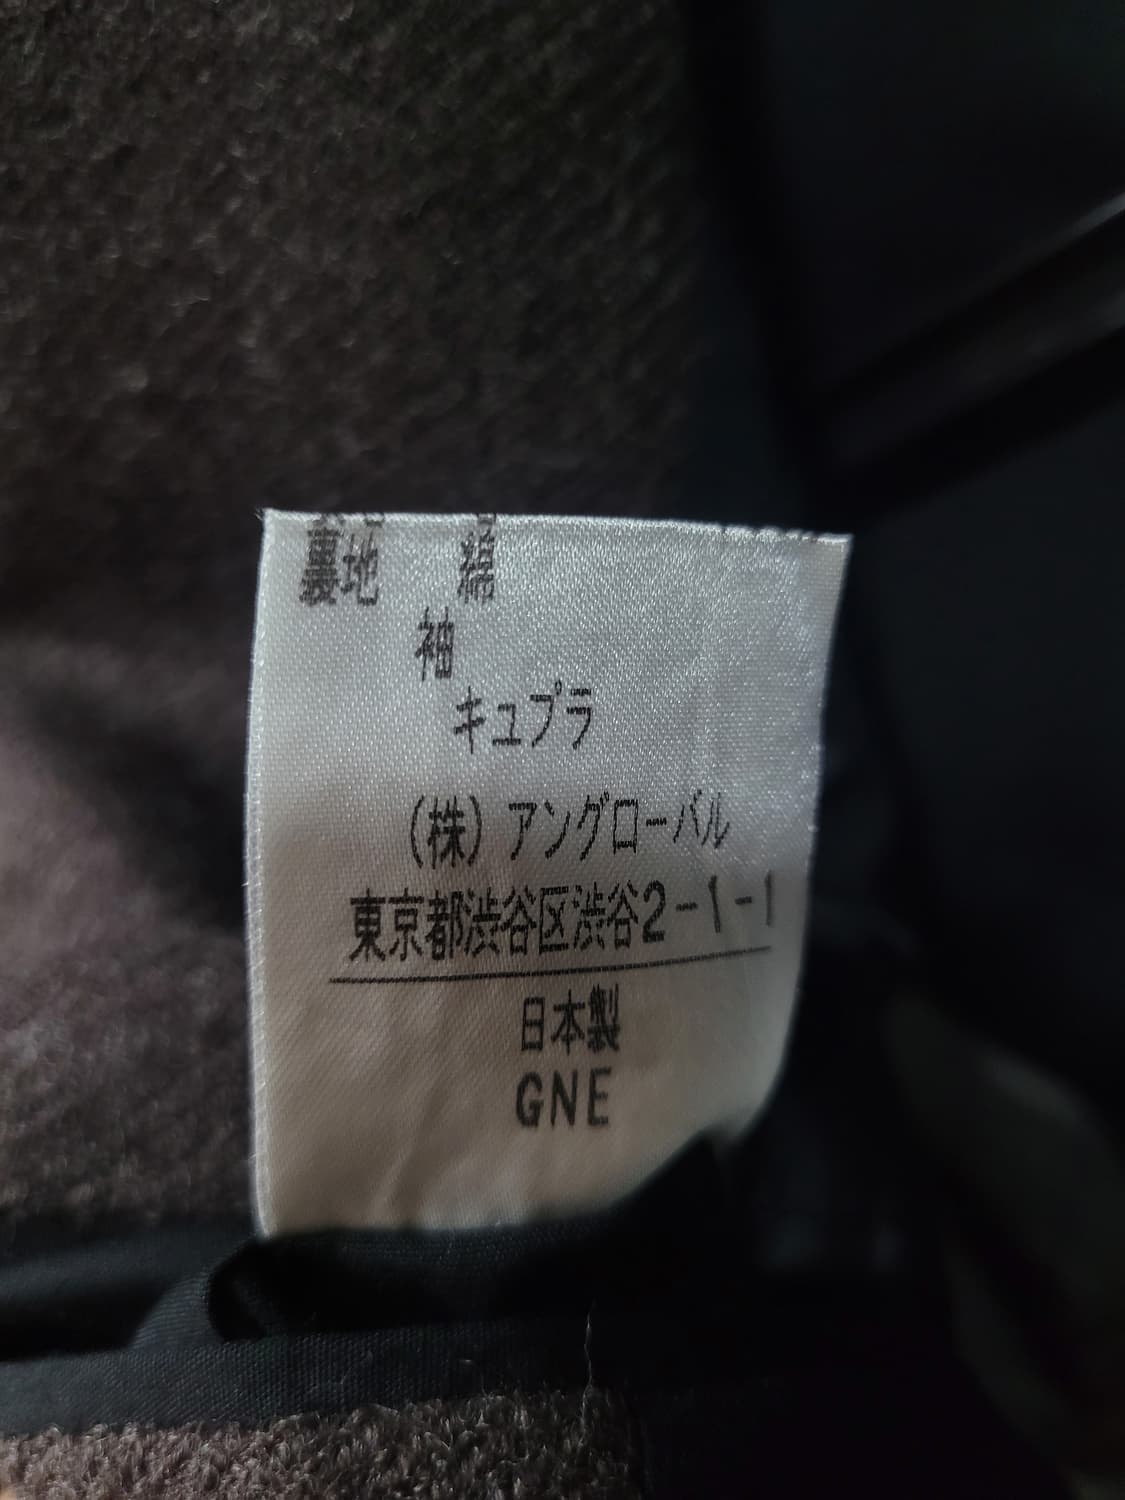 裏地 綿
袖
キュプラ
(株)アングローバル
東京都渋谷区渋谷2-1-1
日本製
GNE